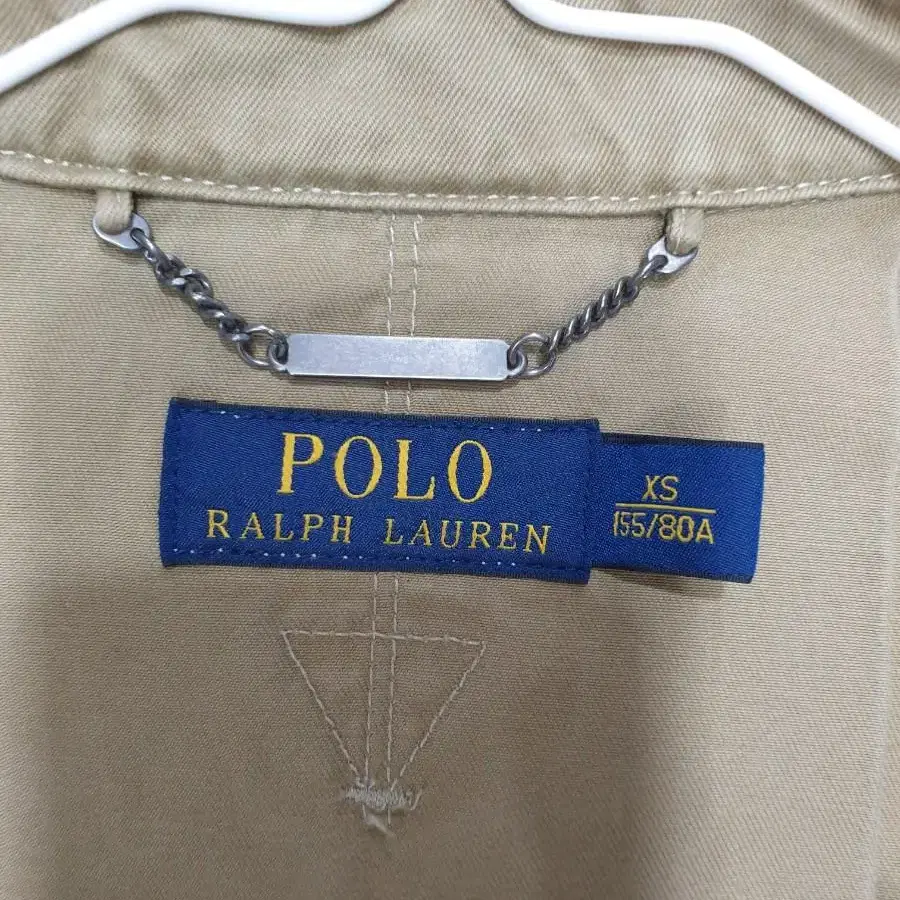 POLO
RALPH LAUREN
XS
155/80A